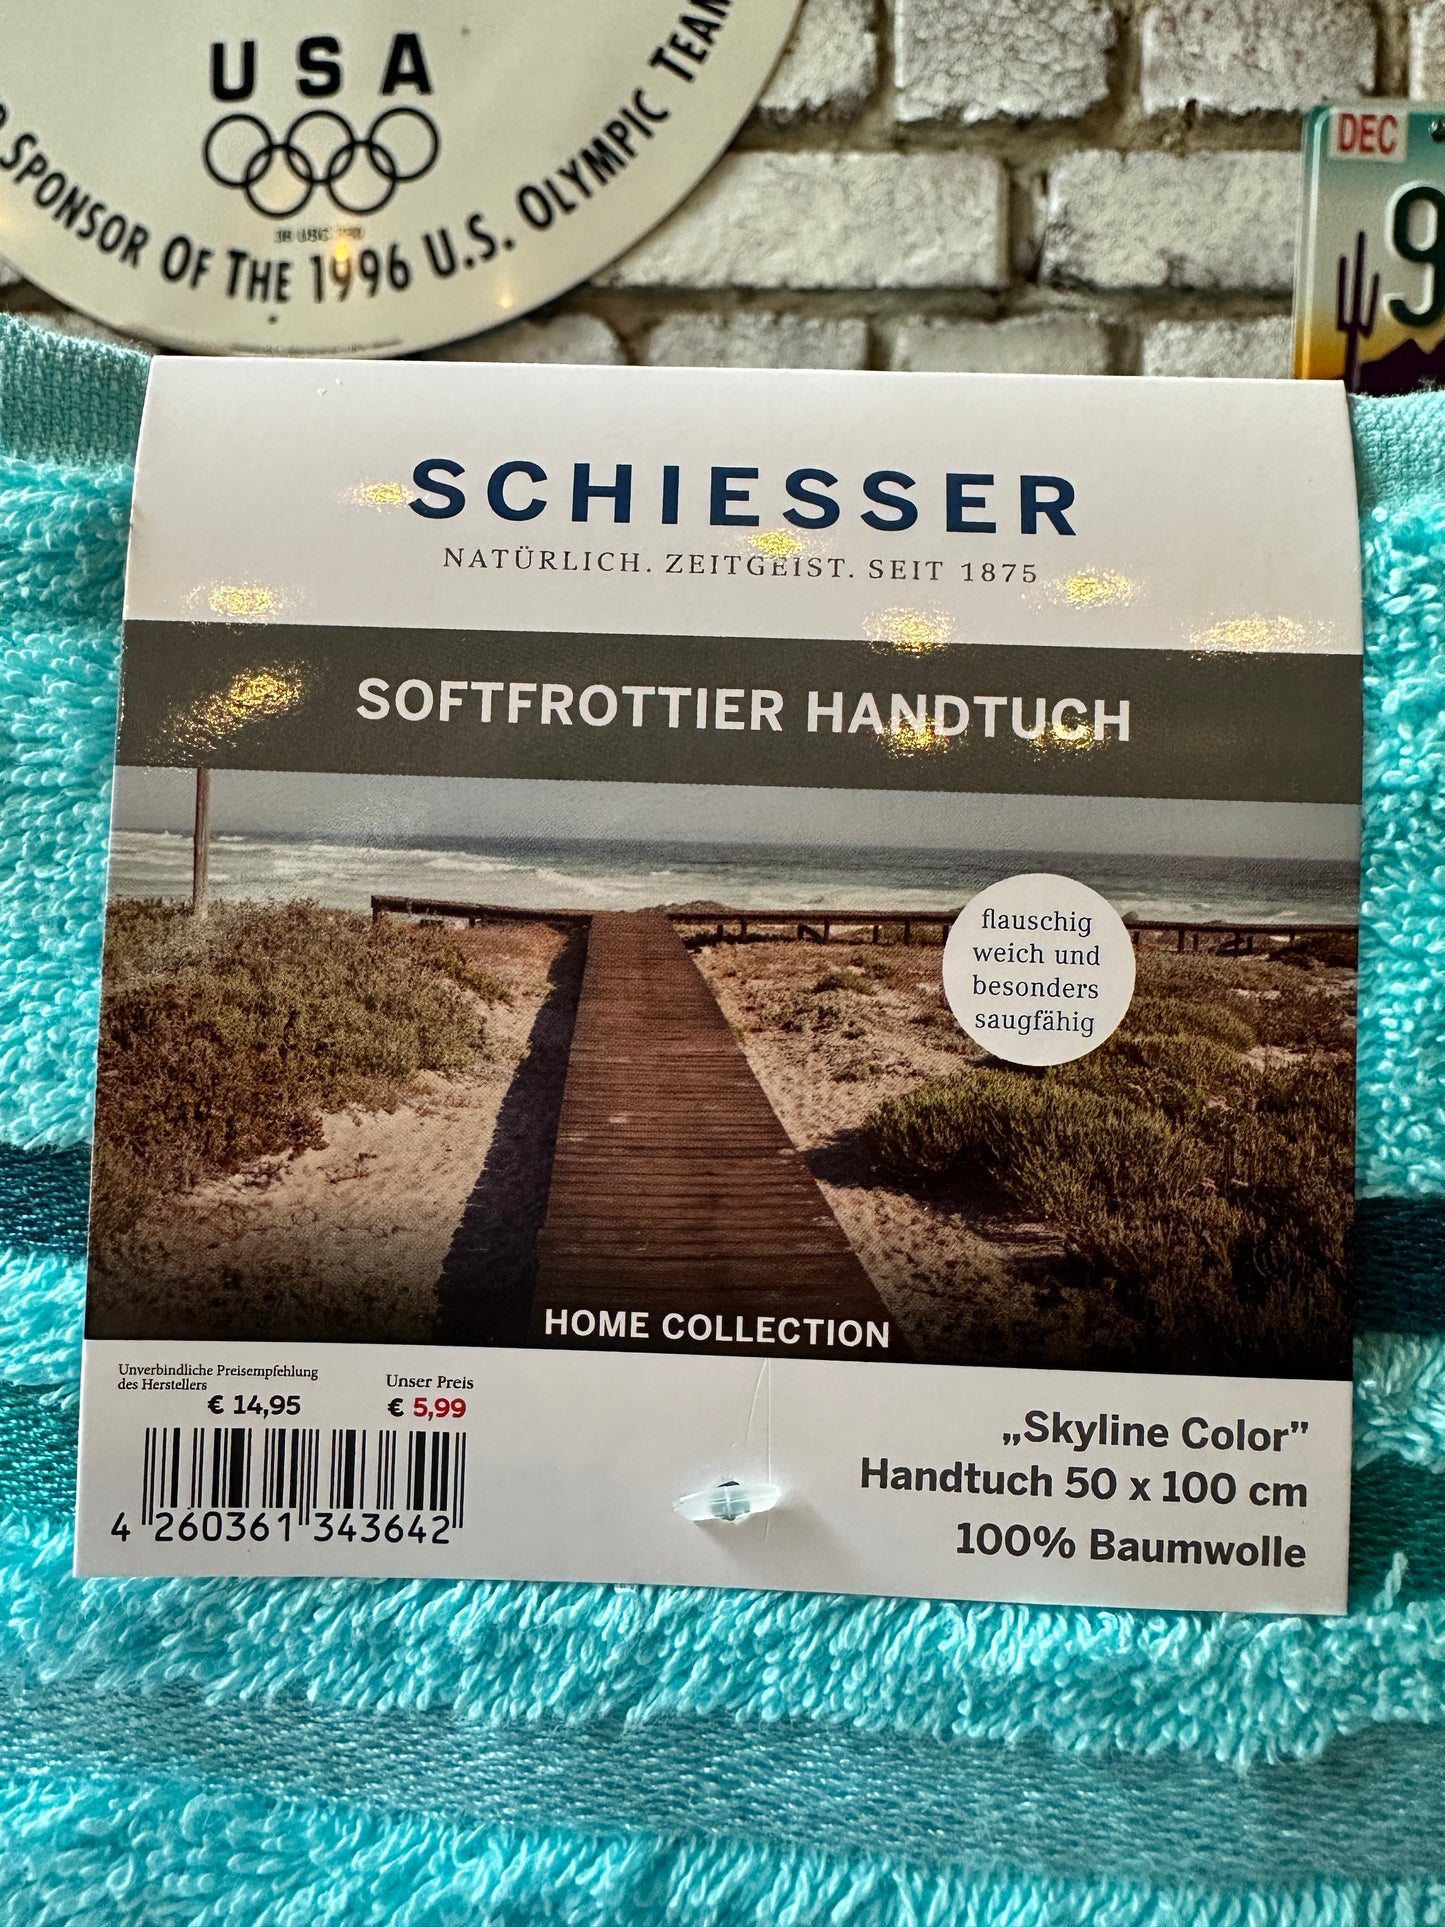 USA
SPONSOR OF THE 1996 U.S. OLYMPIC TEAM
DEC
9
SCHIESSER
NATÜRLICH. ZEITGEIST. SEIT 1875
SOFTFROTTIER HANDTUCH
flauschig
weich und
besonders
saugfähig
HOME COLLECTION
Unverbindliche Preisempfehlung
des Herstellers
€ 14,95
Unser Preis
€ 5,99
4 260361 343642
„Skyline Color”
Handtuch 50 x 100 cm
100% Baumwolle